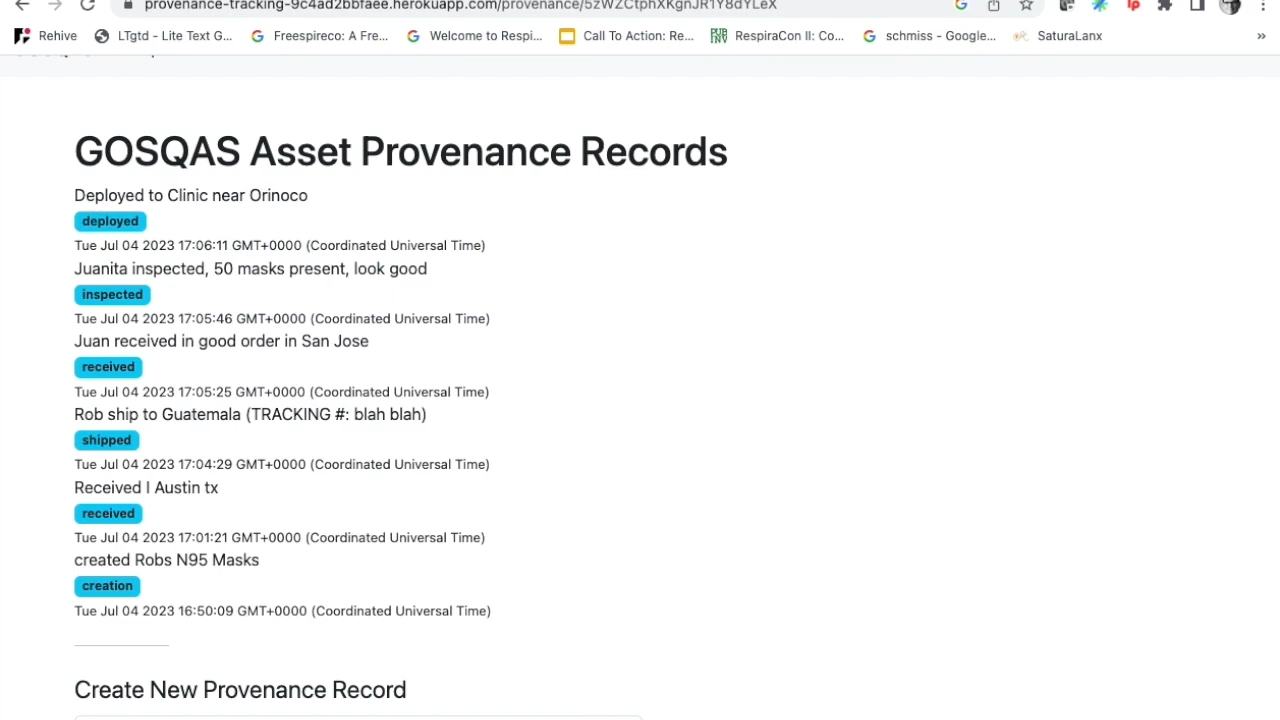 provenance-tracking-9c4ad2bbfaee.herokuapp.com/provenance/5zWZCtphXKgnJR1Y8dYLeX
Rehive LTgtd - Lite Text G... Freespireco: A Fre... Welcome to Respi... Call To Action: Re... RespiraCon II: Co... schmiss - Google... SaturaLanx »
GOSQAS Asset Provenance Records
Deployed to Clinic near Orinoco
deployed
Tue Jul 04 2023 17:06:11 GMT+0000 (Coordinated Universal Time)
Juanita inspected, 50 masks present, look good
inspected
Tue Jul 04 2023 17:05:46 GMT+0000 (Coordinated Universal Time)
Juan received in good order in San Jose
received
Tue Jul 04 2023 17:05:25 GMT+0000 (Coordinated Universal Time)
Rob ship to Guatemala (TRACKING #: blah blah)
shipped
Tue Jul 04 2023 17:04:29 GMT+0000 (Coordinated Universal Time)
Received I Austin tx
received
Tue Jul 04 2023 17:01:21 GMT+0000 (Coordinated Universal Time)
created Robs N95 Masks
creation
Tue Jul 04 2023 16:50:09 GMT+0000 (Coordinated Universal Time)
Create New Provenance Record